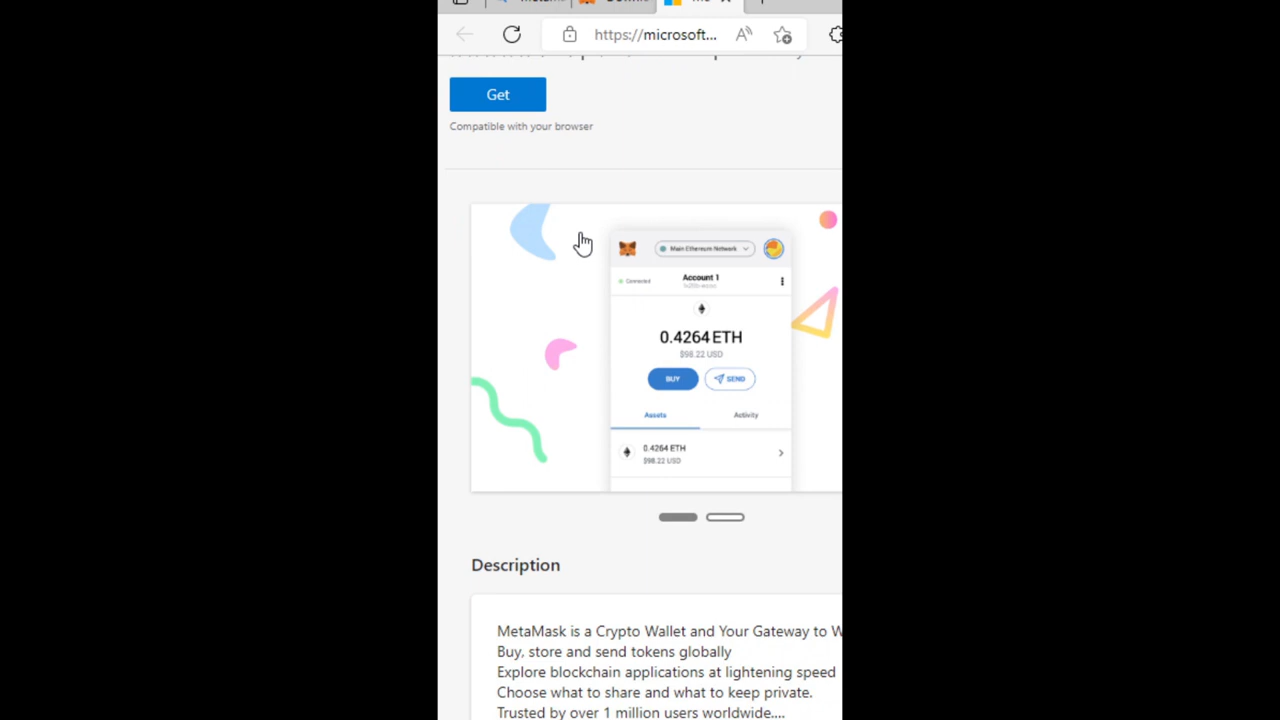 https://microsoft...
Get
Compatible with your browser
Main Ethereum Network
Connected
Account 1
0.4264 ETH
$98.22 USD
BUY
SEND
Assets
Activity
0.4264 ETH
$98.22 USD
Description
MetaMask is a Crypto Wallet and Your Gateway to W
Buy, store and send tokens globally
Explore blockchain applications at lightening speed
Choose what to share and what to keep private.
Trusted by over 1 million users worldwide....